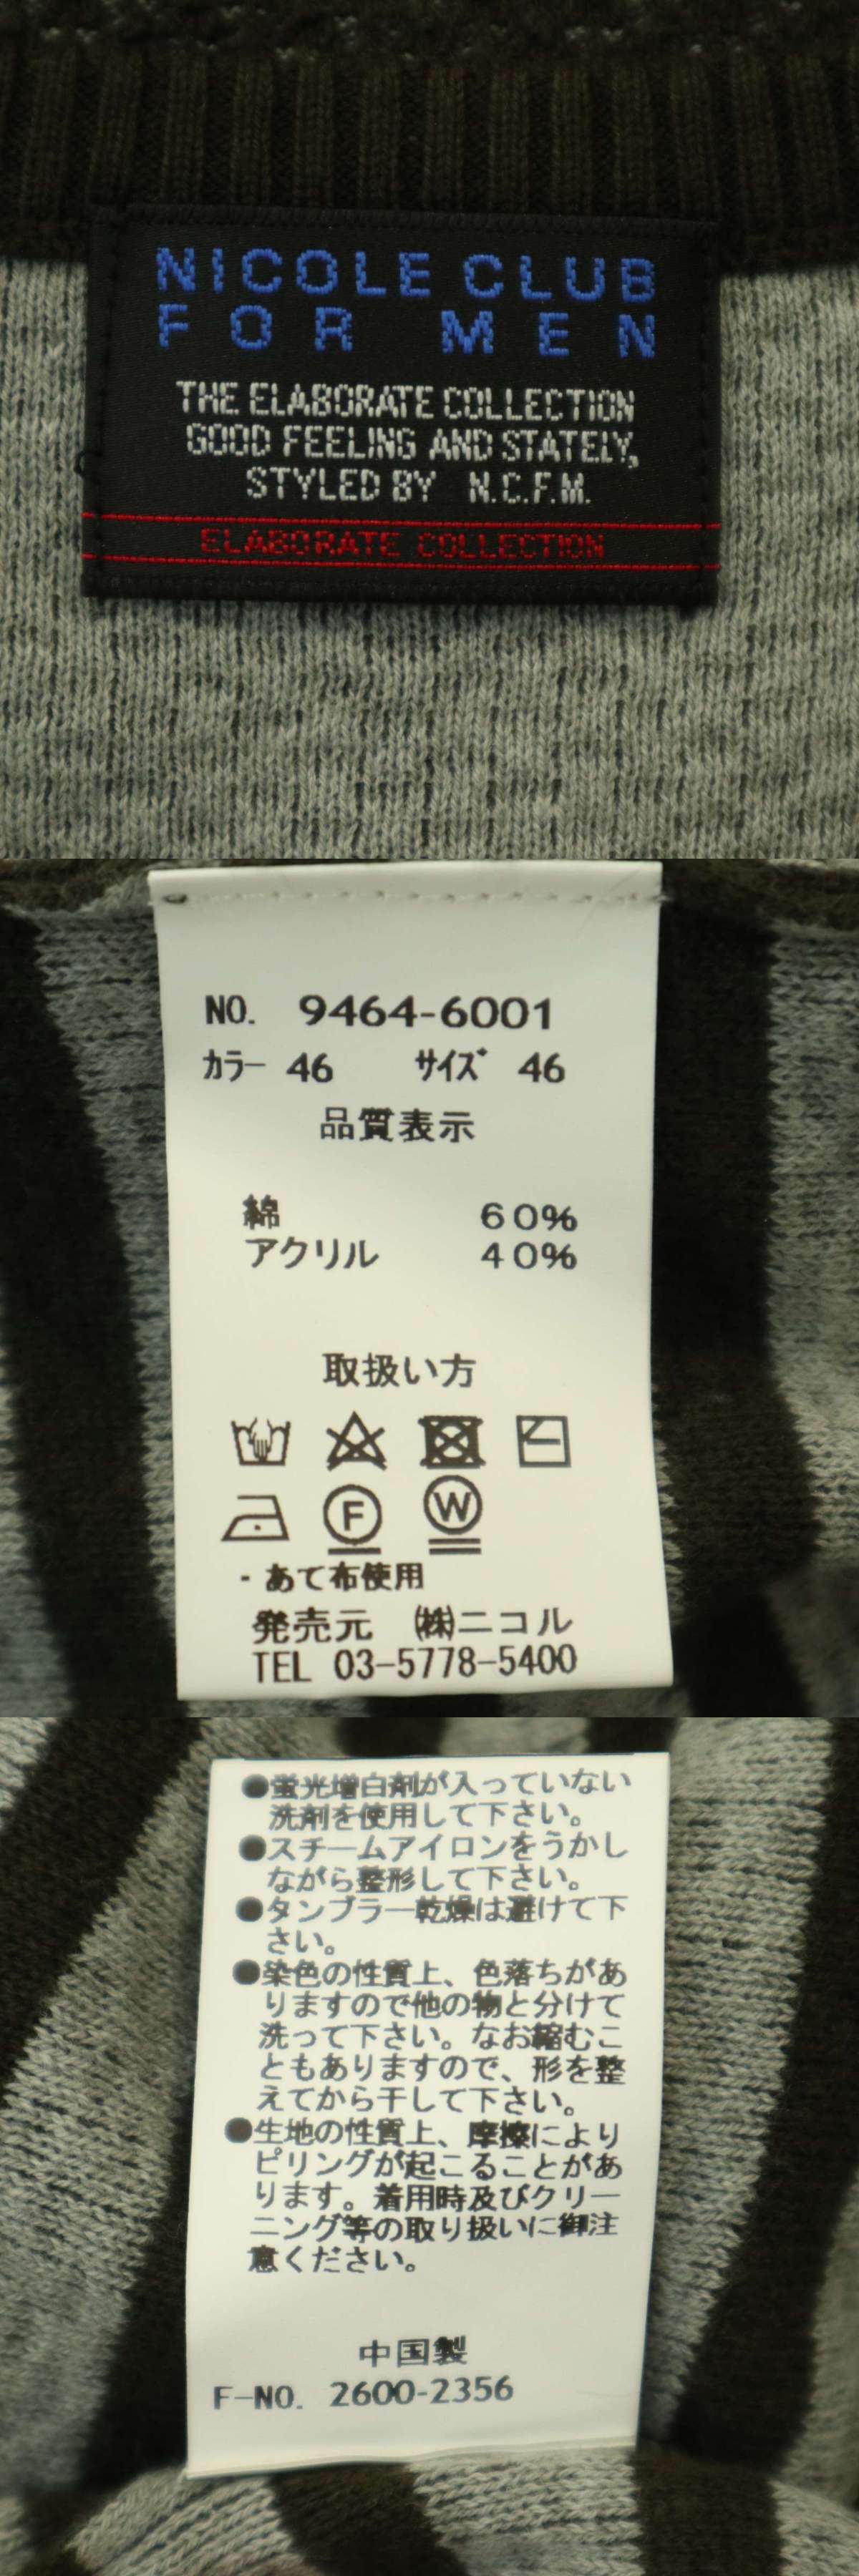 NICOLE CLUB
FOR MEN
THE ELABORATE COLLECTION
GOOD FEELING AND STATELY,
STYLED BY N.C.F.M.
ELABORATE COLLECTION
NO. 9464-6001
カラー 46 サイズ 46
品質表示
綿 60%
アクリル 40%
取扱い方
F W
・あて布使用
発売元 ㈱ニコル
TEL 03-5778-5400
●蛍光増白剤が入っていない
洗剤を使用して下さい。
●スチームアイロンをうかし
ながら整形して下さい。
●タンブラー乾燥は避けて下
さい。
●染色の性質上、色落ちがあ
りますので他の物と分けて
洗って下さい。なお縮むこ
ともありますので、形を整
えてから干して下さい。
●生地の性質上、摩擦により
ピリングが起こることがあ
ります。着用時及びクリー
ニング等の取り扱いに御注
意ください。
中国製
F-NO. 2600-2356